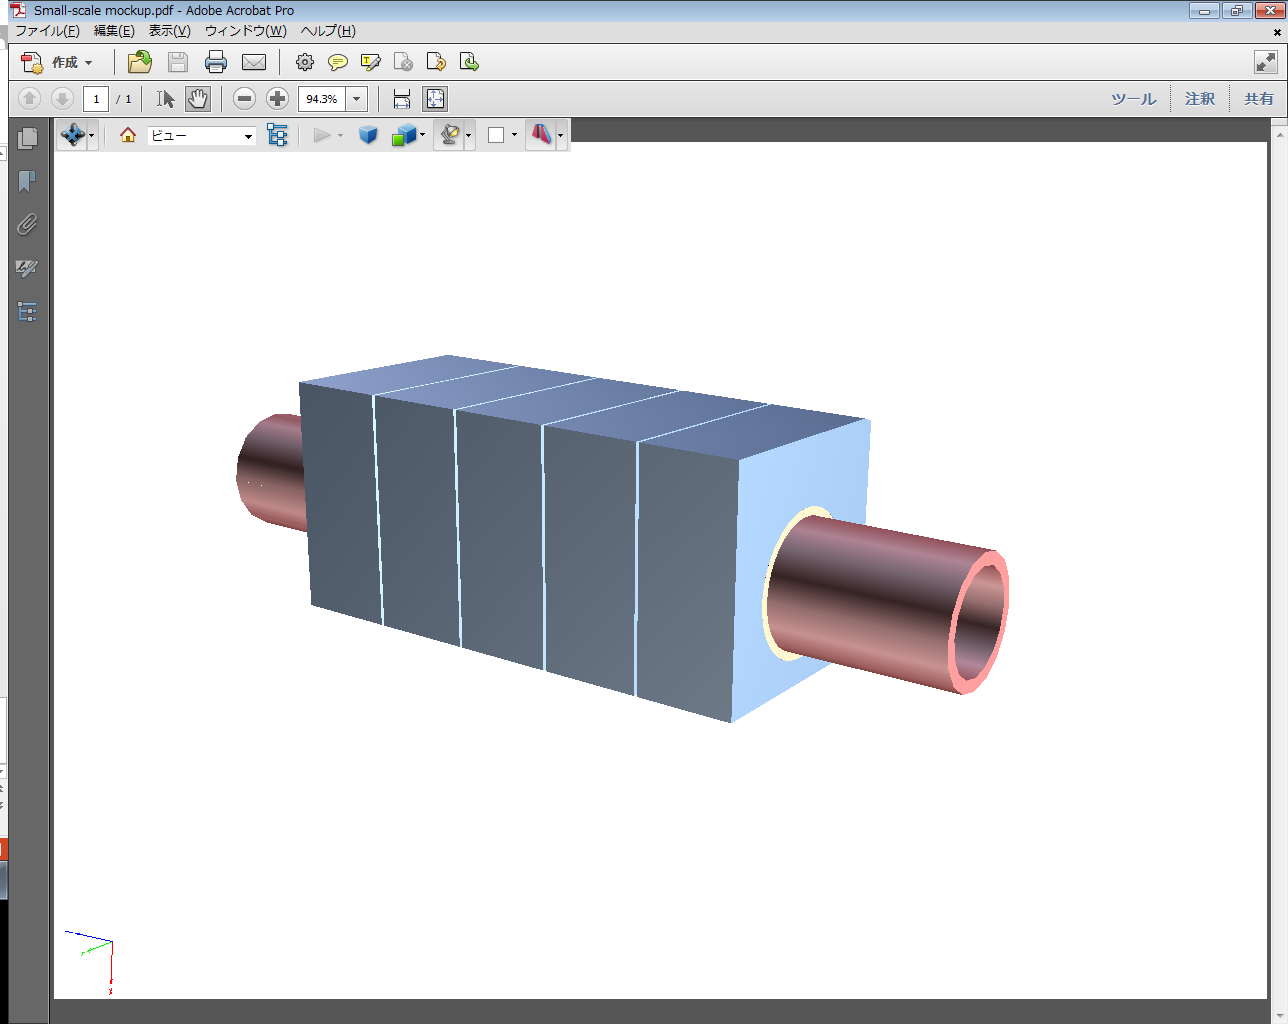 Small-scale mockup.pdf - Adobe Acrobat Pro
ファイル(F) 編集(E) 表示(V) ウィンドウ(W) ヘルプ(H)
作成
1 / 1 94.3% ツール 注釈 共有
ビュー